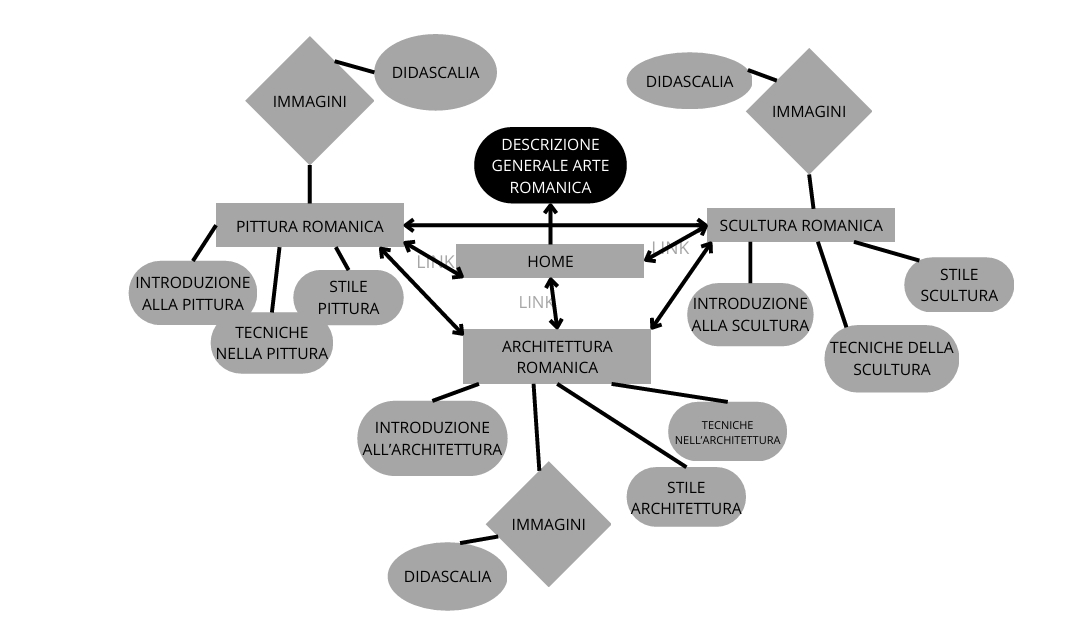 DIDASCALIA
IMMAGINI
DIDASCALIA
IMMAGINI
DESCRIZIONE
GENERALE ARTE
ROMANICA
PITTURA ROMANICA
SCULTURA ROMANICA
LINK
HOME
LINK
LINK
INTRODUZIONE
ALLA PITTURA
STILE
PITTURA
TECNICHE
NELLA PITTURA
INTRODUZIONE
ALLA SCULTURA
STILE
SCULTURA
TECNICHE DELLA
SCULTURA
ARCHITETTURA
ROMANICA
INTRODUZIONE
ALL’ARCHITETTURA
TECNICHE
NELL’ARCHITETTURA
STILE
ARCHITETTURA
IMMAGINI
DIDASCALIA